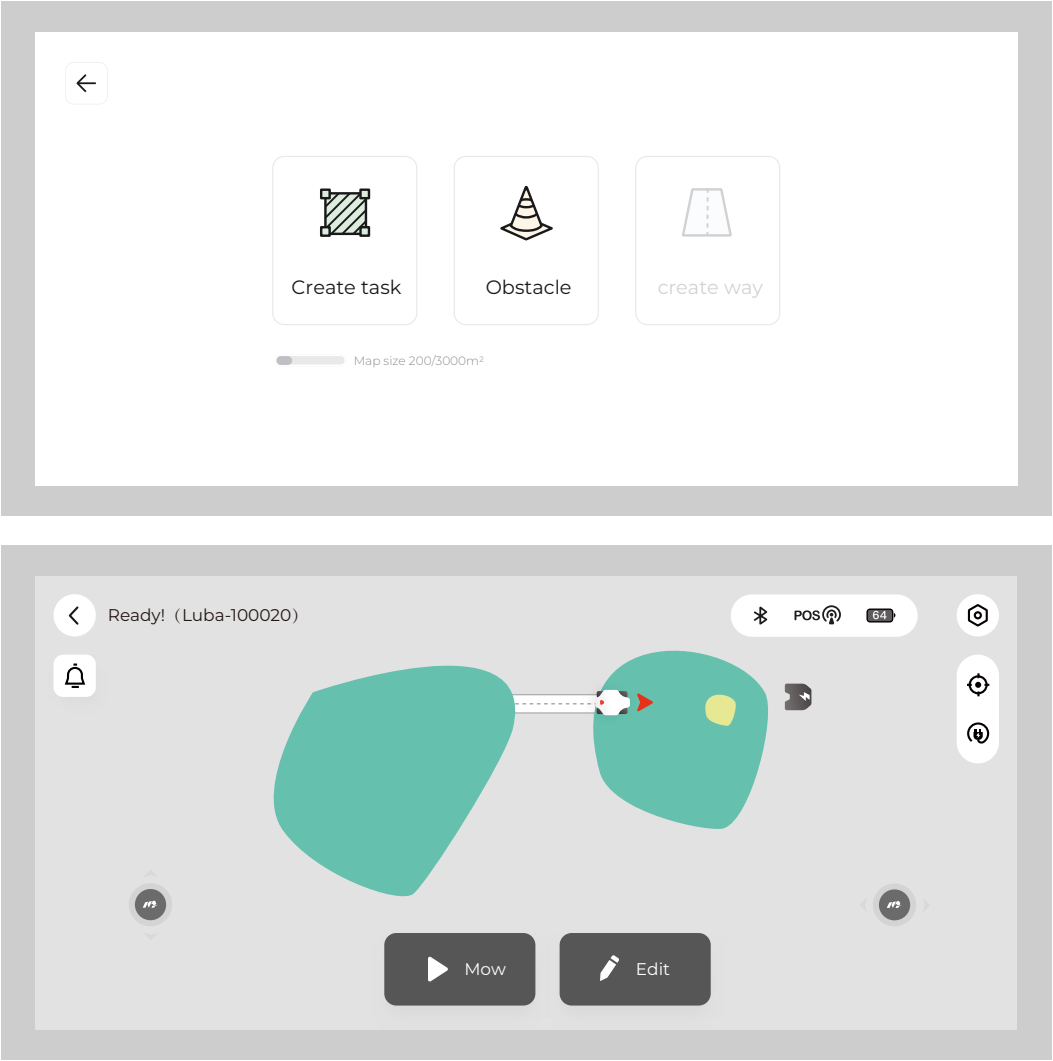 Create task
Obstacle
create way
Map size 200/3000m²
Ready!（Luba-100020）
POS
64
Mow
Edit